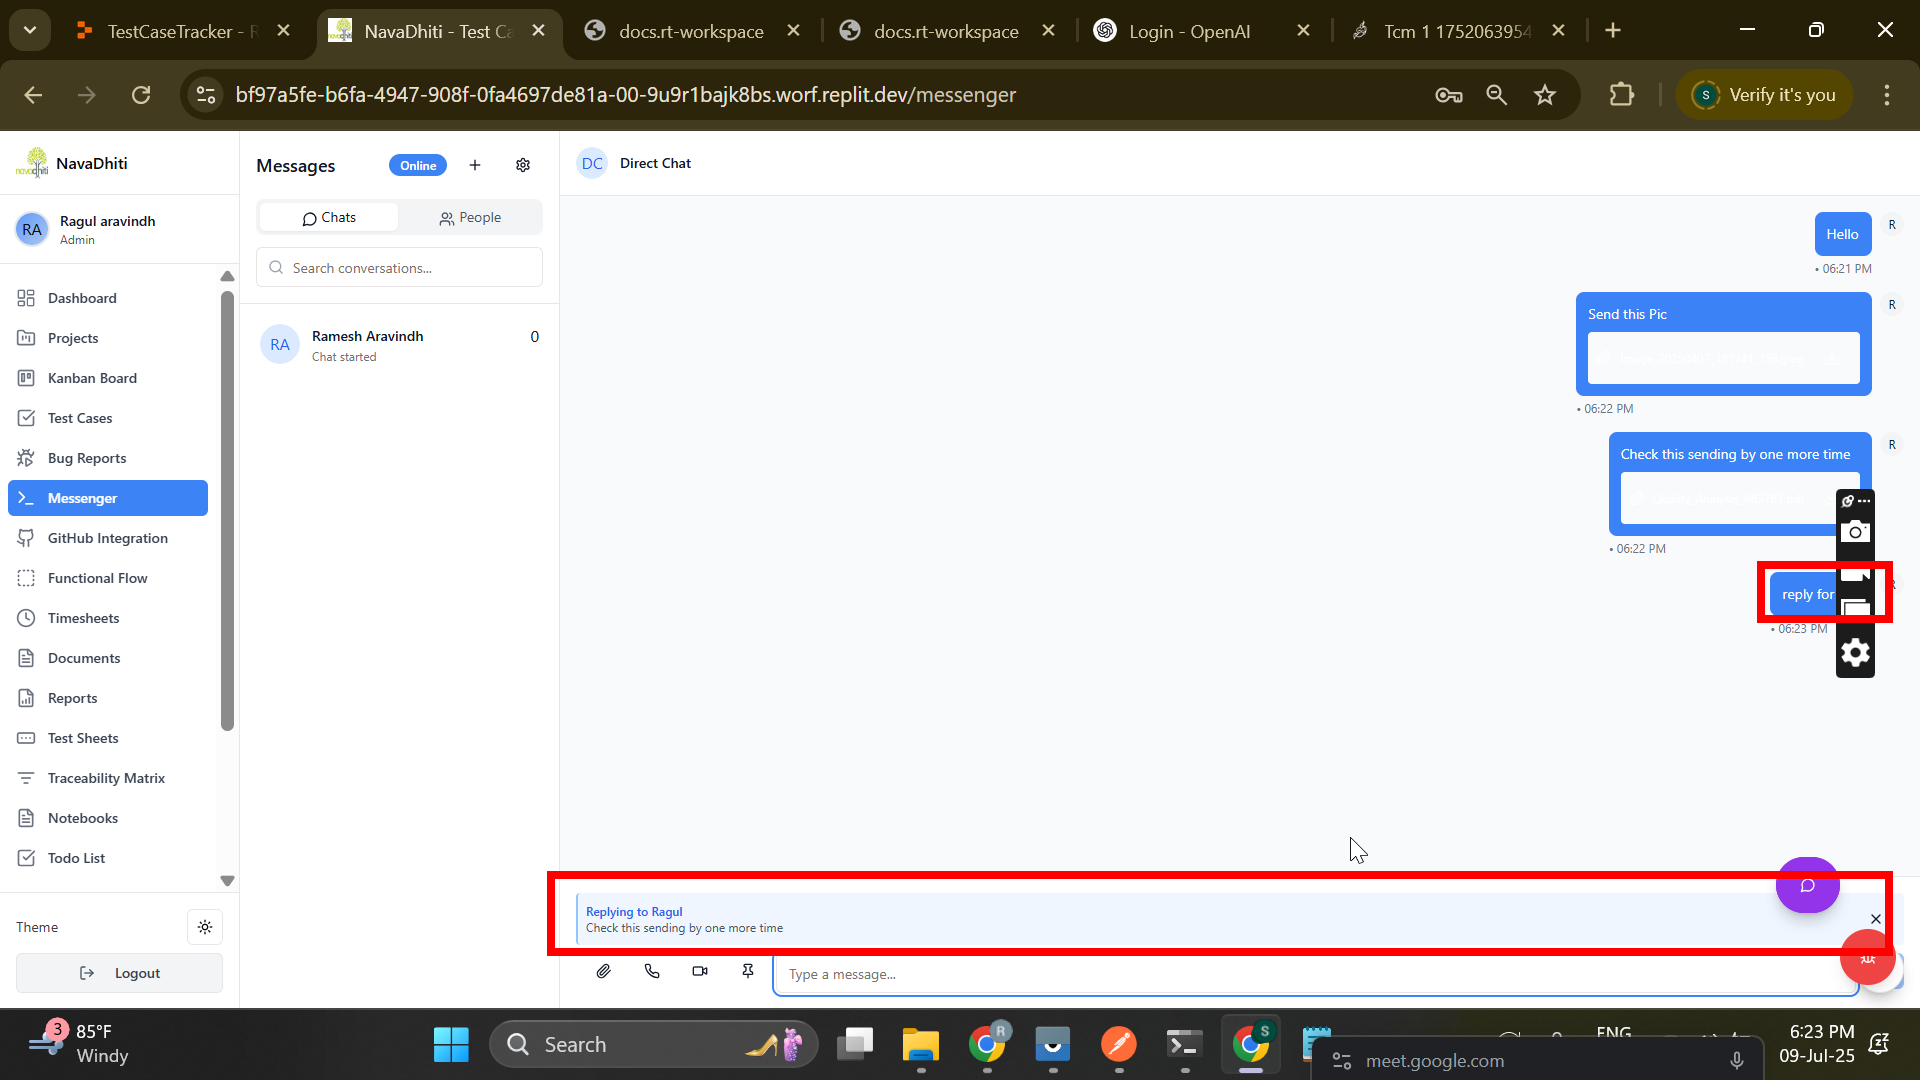 TestCaseTracker - R
NavaDhiti - Test Ca
docs.rt-workspace
docs.rt-workspace
Login - OpenAI
Tcm 1 1752063954
bf97a5fe-b6fa-4947-908f-0fa4697de81a-00-9u9r1bajk8bs.worf.replit.dev/messenger
S
Verify it's you
navadhiti
NavaDhiti
RA
Ragul aravindh
Admin
Dashboard
Projects
Kanban Board
Test Cases
Bug Reports
Messenger
GitHub Integration
Functional Flow
Timesheets
Documents
Reports
Test Sheets
Traceability Matrix
Notebooks
Todo List
Theme
Logout
Messages
Online
Chats
People
Search conversations...
RA
Ramesh Aravindh
0
Chat started
DC
Direct Chat
Hello
R
• 06:21 PM
Send this Pic
R
• 06:22 PM
Check this sending by one more time
R
• 06:22 PM
reply for
• 06:23 PM
Replying to Ragul
Check this sending by one more time
Type a message...
3
85°F
Windy
Search
R
S
ENG
meet.google.com
6:23 PM
09-Jul-25